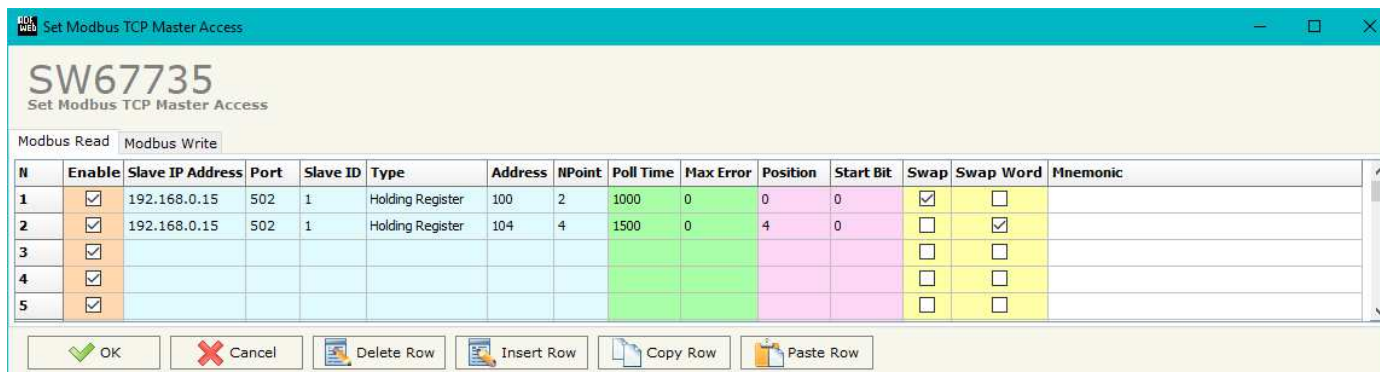 ADF WEB Set Modbus TCP Master Access
SW67735
Set Modbus TCP Master Access
Modbus Read Modbus Write
N Enable Slave IP Address Port Slave ID Type Address NPoint Poll Time Max Error Position Start Bit Swap Swap Word Mnemonic
1 192.168.0.15 502 1 Holding Register 100 2 1000 0 0 0
2 192.168.0.15 502 1 Holding Register 104 4 1500 0 4 0
3
4
5
OK Cancel Delete Row Insert Row Copy Row Paste Row